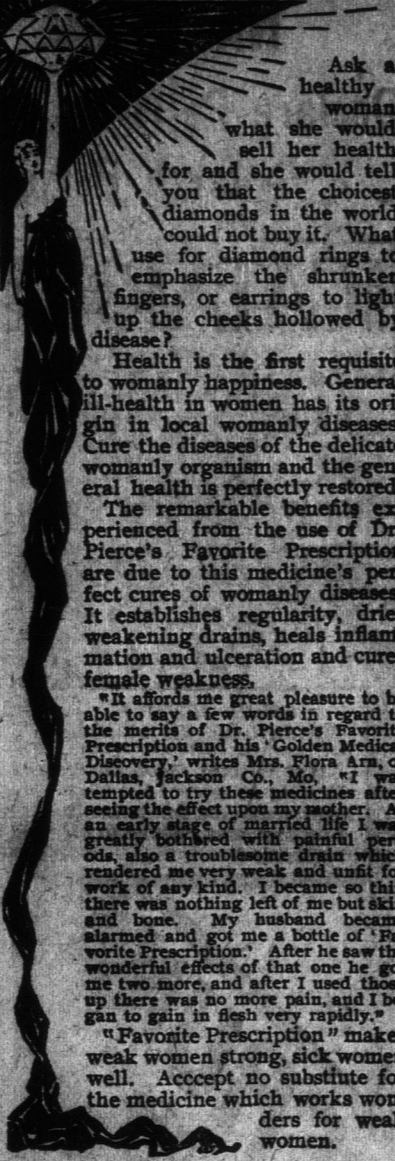 Ask a
healthy
woman
what she would
sell her health
for and she would tell
you that the choicest
diamonds in the world
could not buy it. What
use for diamond rings to
emphasize the shrunken
fingers, or earrings to light
up the cheeks hollowed by
disease?
Health is the first requisite
to womanly happiness. General
ill-health in women has its ori-
gin in local womanly diseases.
Cure the diseases of the delicate
womanly organism and the gen-
eral health is perfectly restored.
The remarkable benefits ex-
perienced from the use of Dr.
Pierce's Favorite Prescription
are due to this medicine's per-
fect cures of womanly diseases.
It establishes regularity, dries
weakening drains, heals inflam-
mation and ulceration and cures
female weakness.
"It affords me great pleasure to be
able to say a few words in regard to
the merits of Dr. Pierce's Favorite
Prescription and his 'Golden Medical
Discovery,' writes Mrs. Flora Arn, of
Dallas, Jackson Co., Mo, "I was
tempted to try these medicines after
seeing the effect upon my mother. At
an early stage of married life I was
greatly bothered with painful peri-
ods, also a troublesome drain which
rendered me very weak and unfit for
work of any kind. I became so thin
there was nothing left of me but skin
and bone. My husband became
alarmed and got me a bottle of 'Fa-
vorite Prescription.' After he saw the
wonderful effects of that one he got
me two more, and after I used those
up there was no more pain, and I be-
gan to gain in flesh very rapidly."
"Favorite Prescription" makes
weak women strong, sick women
well. Acccept no substiute for
the medicine which works won-
ders for weak
women.